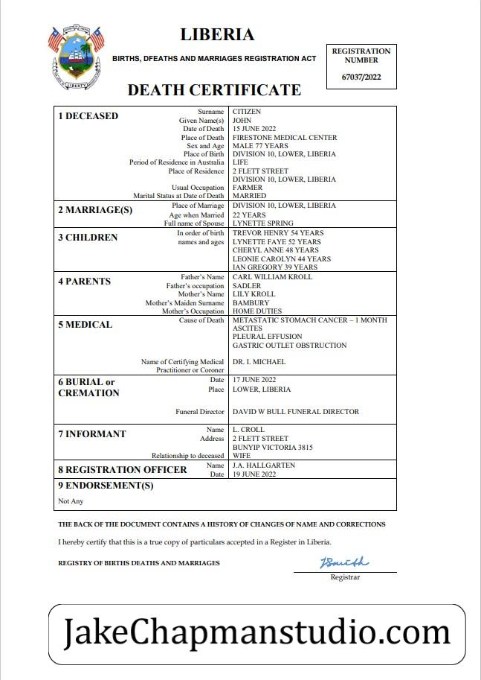 LIBERIA
BIRTHS, DFEATHS AND MARRIAGES REGISTRATION ACT
REGISTRATION
NUMBER
67037/2022
DEATH CERTIFICATE
1 DECEASED
Surname CITIZEN
Given Name(s) JOHN
Date of Death 15 JUNE 2022
Place of Death FIRESTONE MEDICAL CENTER
Sex and Age MALE 77 YEARS
Place of Birth DIVISION 10, LOWER, LIBERIA
Period of Residence in Australia LIFE
Place of Residence 2 FLETT STREET
DIVISION 10, LOWER, LIBERIA
Usual Occupation FARMER
Marital Status at Date of Death MARRIED
2 MARRIAGE(S)
Place of Marriage DIVISION 10, LOWER, LIBERIA
Age when Married 22 YEARS
Full name of Spouse LYNETTE SPRING
3 CHILDREN
In order of birth TREVOR HENRY 54 YEARS
names and ages LYNETTE FAYE 52 YEARS
CHERYL ANNE 48 YEARS
LEONIE CAROLYN 44 YEARS
IAN GREGORY 39 YEARS
4 PARENTS
Father's Name CARL WILLIAM KROLL
Father's occupation SADLER
Mother's Name LILY KROLL
Mother's Maiden Surname BAMBURY
Mother's Occupation HOME DUTIES
5 MEDICAL
Cause of Death METASTATIC STOMACH CANCER – 1 MONTH
ASCITES
PLEURAL EFFUSION
GASTRIC OUTLET OBSTRUCTION
Name of Certifying Medical DR. I. MICHAEL
Practitioner or Coroner
6 BURIAL or
CREMATION
Date 17 JUNE 2022
Place LOWER, LIBERIA
Funeral Director DAVID W BULL FUNERAL DIRECTOR
7 INFORMANT
Name L. CROLL
Address 2 FLETT STREET
BUNYIP VICTORIA 3815
Relationship to deceased WIFE
8 REGISTRATION OFFICER
Name J.A. HALLGARTEN
Date 19 JUNE 2022
9 ENDORSEMENT(S)
Not Any
THE BACK OF THE DOCUMENT CONTAINS A HISTORY OF CHANGES OF NAME AND CORRECTIONS
I hereby certify that this is a true copy of particulars accepted in a Register in Liberia.
REGISTRY OF BIRTHS DEATHS AND MARRIAGES
Registrar
JakeChapmanstudio.com